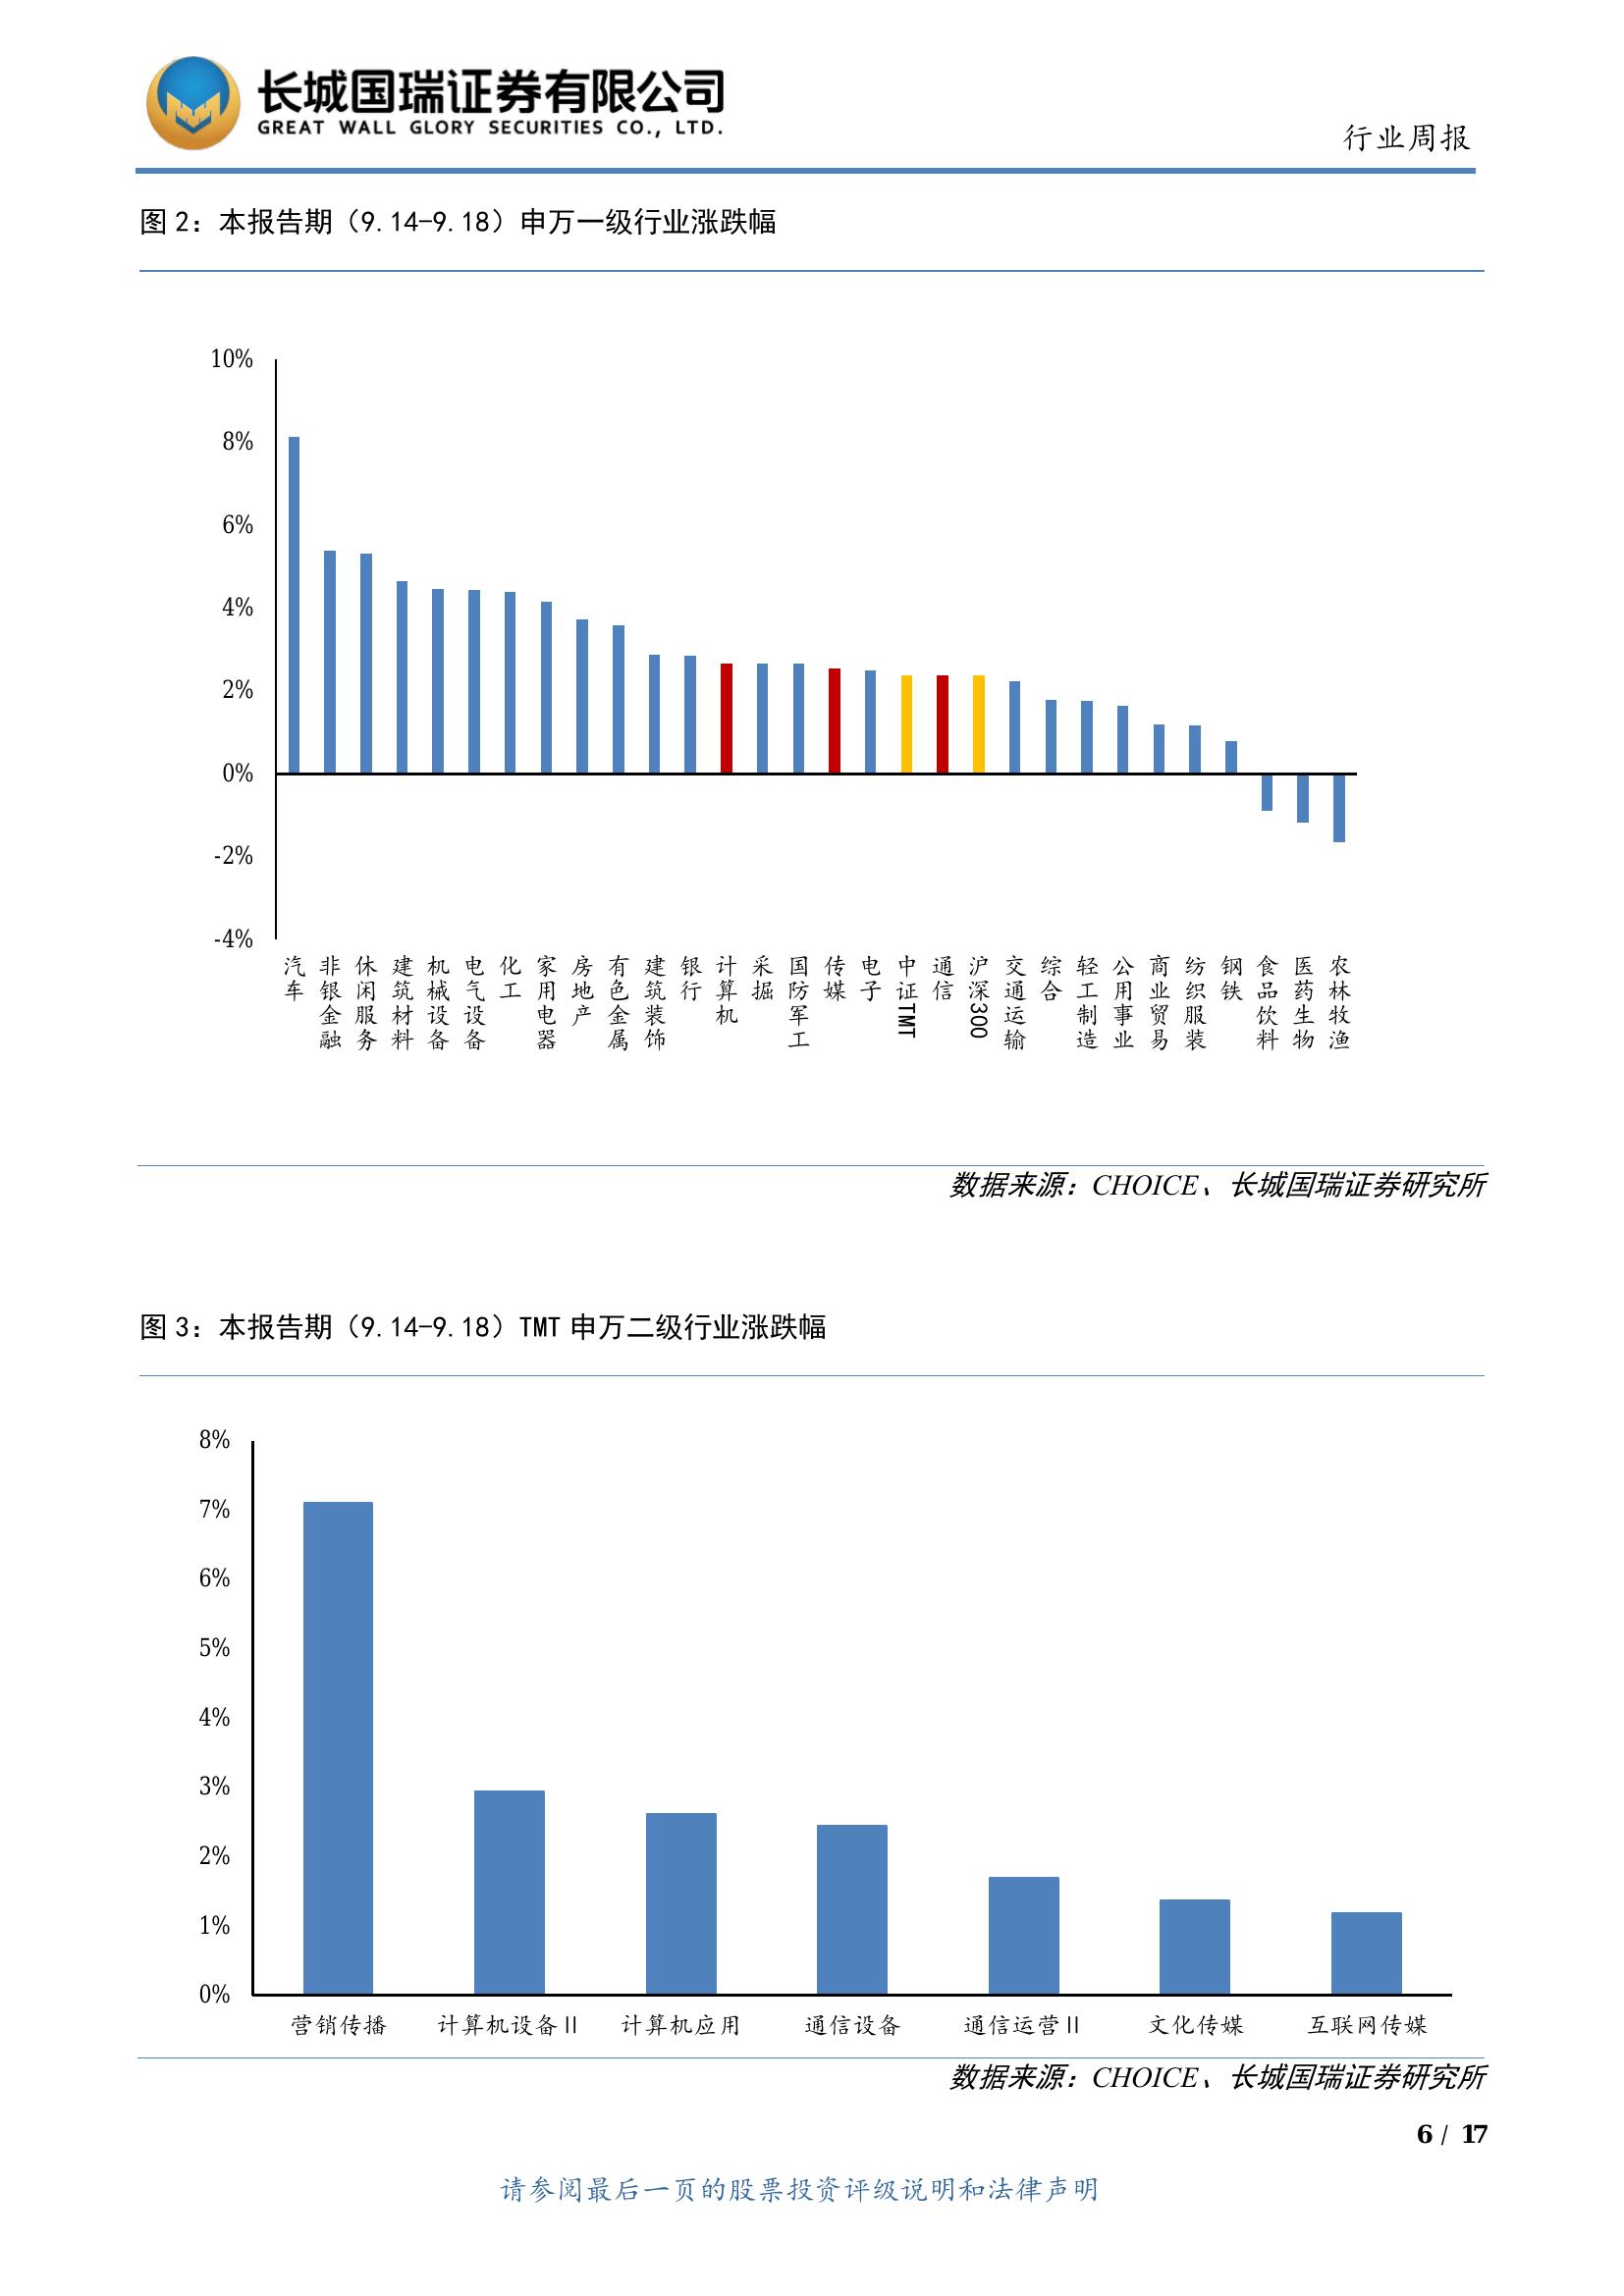 长城国瑞证券有限公司
GREAT WALL GLORY SECURITIES CO., LTD.
行业周报
图 2：本报告期（9.14-9.18）申万一级行业涨跌幅
10%
8%
6%
4%
2%
0%
-2%
-4%
汽车
非银金融
休闲服务
建筑材料
机械设备
电气设备
化工
家用电器
房地产
有色金属
建筑装饰
银行
计算机
采掘
国防军工
传媒
电子
中证TMT
通信
沪深300
交通运输
综合
轻工制造
公用事业
商业贸易
纺织服装
钢铁
食品饮料
医药生物
农林牧渔
数据来源：CHOICE、长城国瑞证券研究所
图 3：本报告期（9.14-9.18）TMT 申万二级行业涨跌幅
8%
7%
6%
5%
4%
3%
2%
1%
0%
营销传播 计算机设备Ⅱ 计算机应用 通信设备 通信运营Ⅱ 文化传媒 互联网传媒
数据来源：CHOICE、长城国瑞证券研究所
6 / 17
请参阅最后一页的股票投资评级说明和法律声明